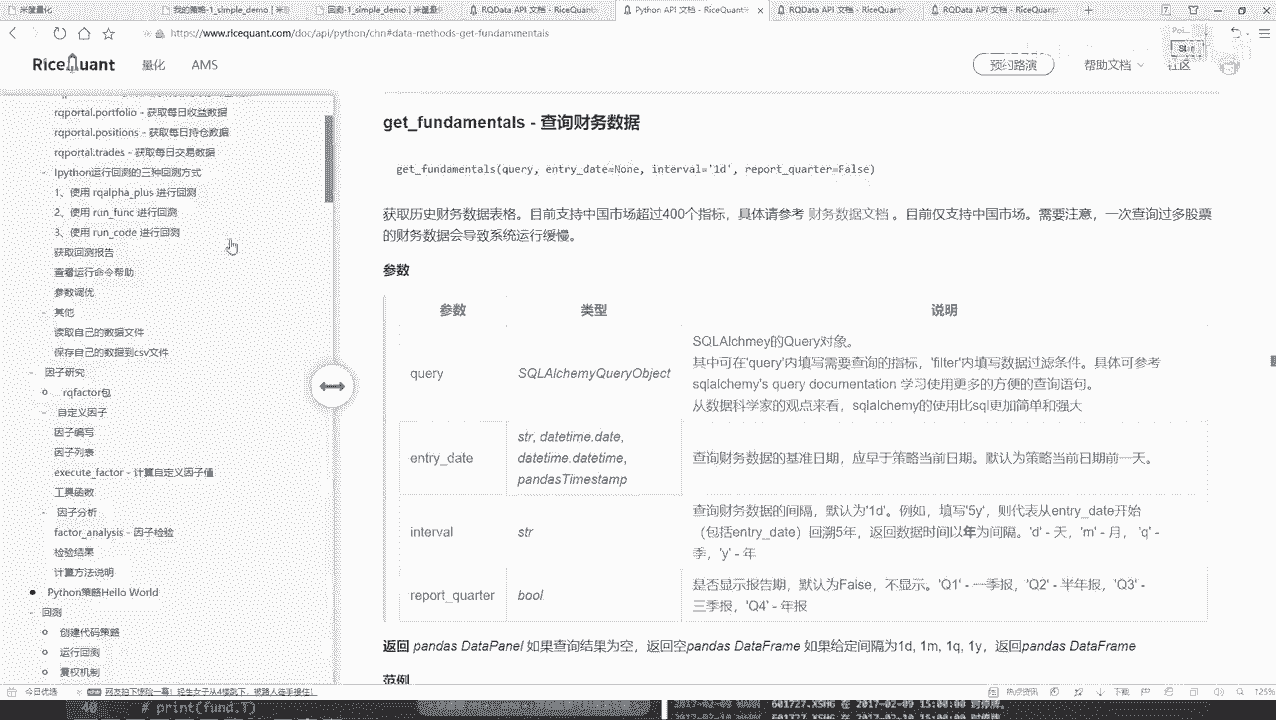 米筐量化
我的策略-1_simple_demo | 米筐
回测-1_simple_demo | 米筐量
RQData API 文档 - RiceQuant
Python API 文档 - RiceQuant
RQData API 文档 - RiceQuant
RQData API 文档 - RiceQuant
https://www.ricequant.com/doc/api/python/chn#data-methods-get-fundammentals
RiceQuant
量化
AMS
预约路演
帮助文档
社区
rqportal.portfolio - 获取每日收益数据
rqportal.positions - 获取每日持仓数据
rqportal.trades - 获取每日交易数据
Ipython运行回测的三种回测方式
1、使用 rqalpha_plus 进行回测
2、使用 run_func 进行回测
3、使用 run_code 进行回测
获取回测报告
查看运行命令帮助
参数调优
其他
读取自己的数据文件
保存自己的数据到csv文件
因子研究
rqfactor包
自定义因子
因子编写
因子列表
execute_factor - 计算自定义因子值
工具函数
因子分析
factor_analysis - 因子检验
检验结果
计算方法说明
Python策略Hello World
回测
创建代码策略
运行回测
复权机制
get_fundamentals - 查询财务数据
get_fundamentals(query, entry_date=None, interval='1d', report_quarter=False)
获取历史财务数据表格。目前支持中国市场超过400个指标，具体请参考 财务数据文档 。目前仅支持中国市场。需要注意，一次查询过多股票
的财务数据会导致系统运行缓慢。
参数
参数 类型 说明
SQLAlchmey的Query对象。
其中可在'query'内填写需要查询的指标，'filter'内填写数据过滤条件。具体可参考
query SQLAlchemyQueryObject
sqlalchemy's query documentation 学习使用更多的方便的查询语句。
从数据科学家的观点来看，sqlalchemy的使用比sql更加简单和强大
str, datetime.date,
entry_date datetime.datetime, 查询财务数据的基准日期，应早于策略当前日期。默认为策略当前日期前一天。
pandasTimestamp
查询财务数据的间隔，默认为'1d'。例如，填写'5y'，则代表从entry_date开始
interval str （包括entry_date）回溯5年，返回数据时间以年为间隔。'd' - 天，'m' - 月， 'q' -
季，'y' - 年
是否显示报告期，默认为False，不显示。'Q1' - 一季报，'Q2' - 半年报，'Q3' -
report_quarter bool
三季报，'Q4' - 年报
返回 pandas DataPanel 如果查询结果为空，返回空pandas DataFrame 如果给定间隔为1d, 1m, 1q, 1y，返回pandas DataFrame
范例
今日优选
热点资讯
下载
125%
40 # print(fund.T)
2017-02-09 15:00:00